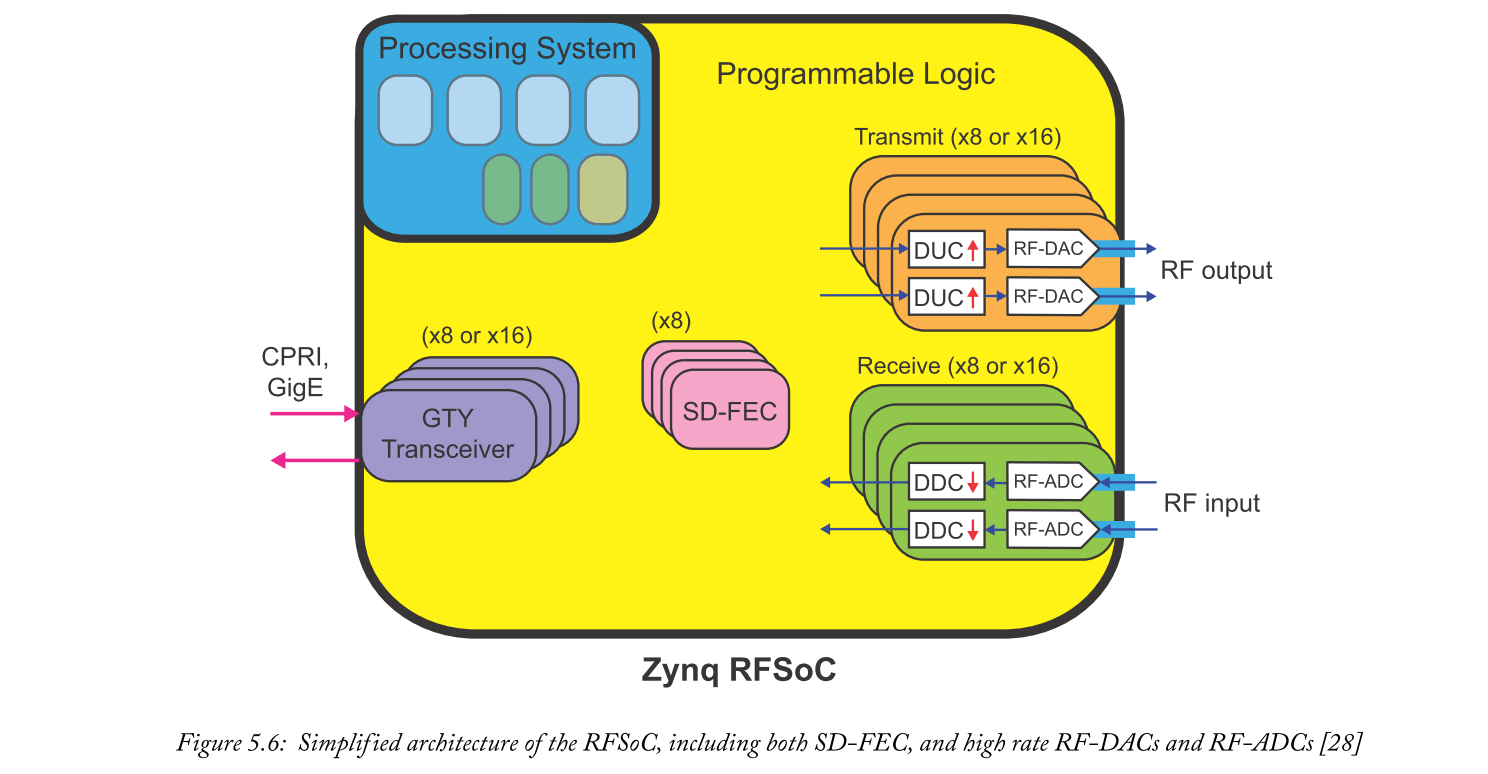 Processing System
Programmable Logic
Transmit (x8 or x16)
DUC
RF-DAC
DUC
RF-DAC
RF output
(x8 or x16)
CPRI,
GigE
GTY
Transceiver
(x8)
SD-FEC
Receive (x8 or x16)
DDC
RF-ADC
DDC
RF-ADC
RF input
Zynq RFSoC
Figure 5.6: Simplified architecture of the RFSoC, including both SD-FEC, and high rate RF-DACs and RF-ADCs [28]